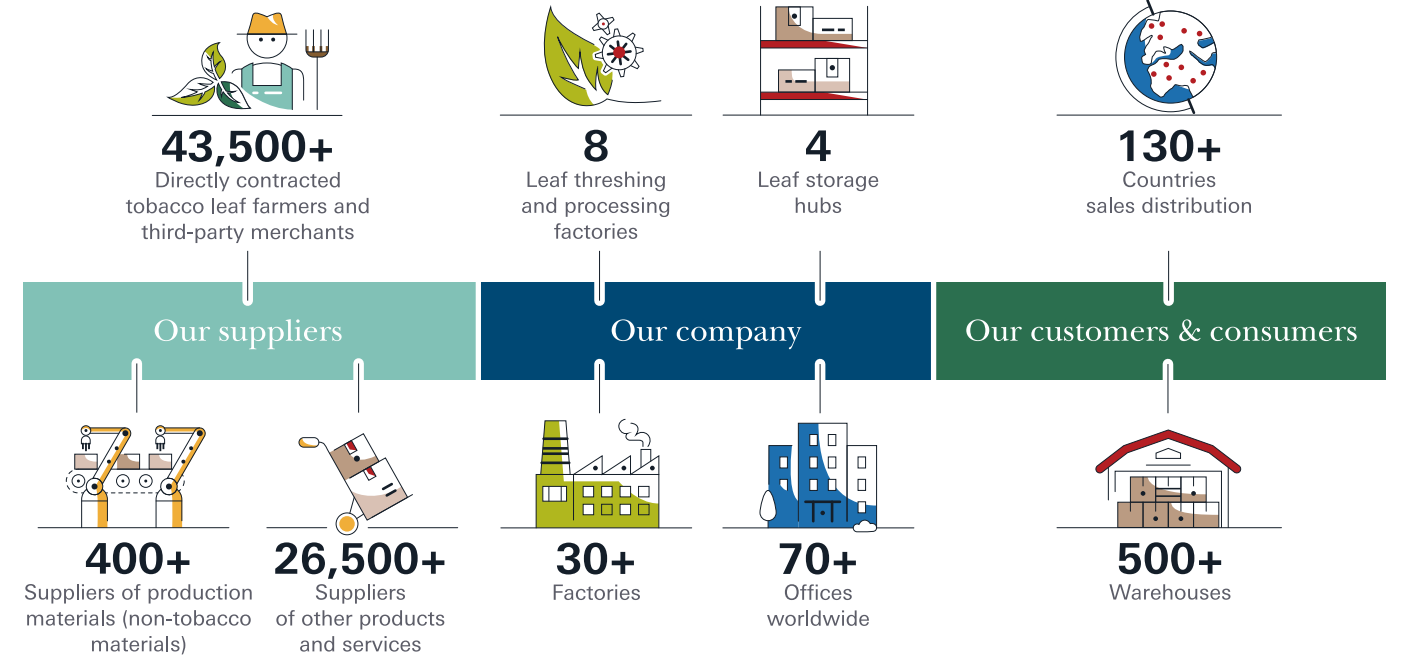 43,500+
Directly contracted
tobacco leaf farmers and
third-party merchants
8
Leaf threshing
and processing
factories
4
Leaf storage
hubs
130+
Countries
sales distribution
Our suppliers
Our company
Our customers & consumers
400+
Suppliers of production
materials (non-tobacco
materials)
26,500+
Suppliers
of other products
and services
30+
Factories
70+
Offices
worldwide
500+
Warehouses